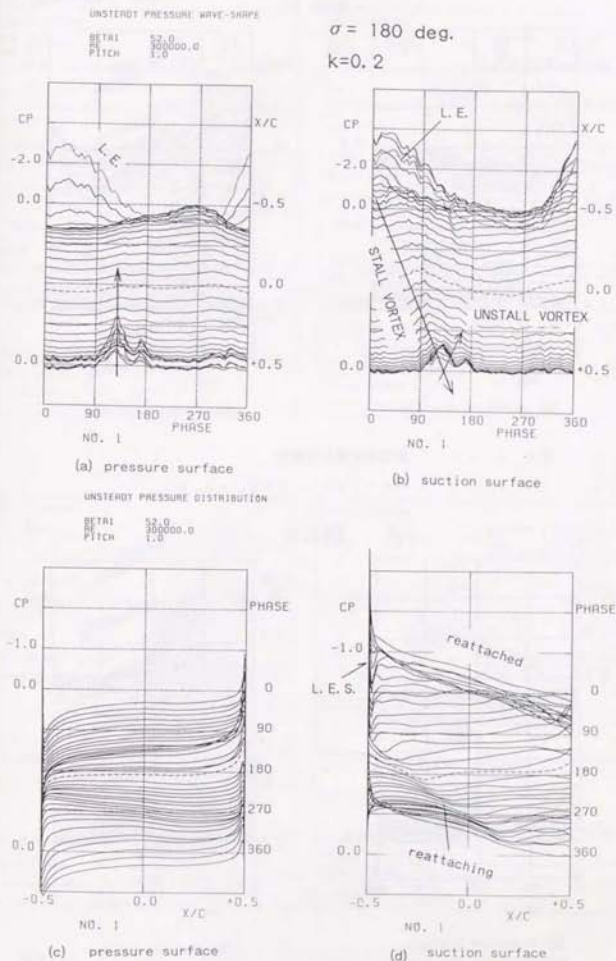 UNSTEADY PRESSURE WAVE-SHAPE
BETA1 52.0
RE 300000.0
PITCH 1.0
σ = 180 deg.
k=0.2
CP
X/C
L.E.
-2.0
0.0
-0.5
0.0
0.0
+0.5
0 90 180 270 360
PHASE
NO. 1
(a) pressure surface
CP
X/C
L.E.
-2.0
0.0
-0.5
STALL VORTEX
0.0
UNSTALL VORTEX
0.0
+0.5
0 90 180 270 360
PHASE
NO. 1
(b) suction surface
UNSTEADY PRESSURE DISTRIBUTION
BETA1 52.0
RE 300000.0
PITCH 1.0
CP
PHASE
-1.0
0.0
0
90
180
270
0.0
360
-0.5 0.0 +0.5
X/C
NO. 1
(c) pressure surface
CP
PHASE
-1.0
reattached
L.E.S.
0.0
0
90
180
270
reattaching
0.0
360
-0.5 0.0 +0.5
X/C
NO. 1
(d) suction surface